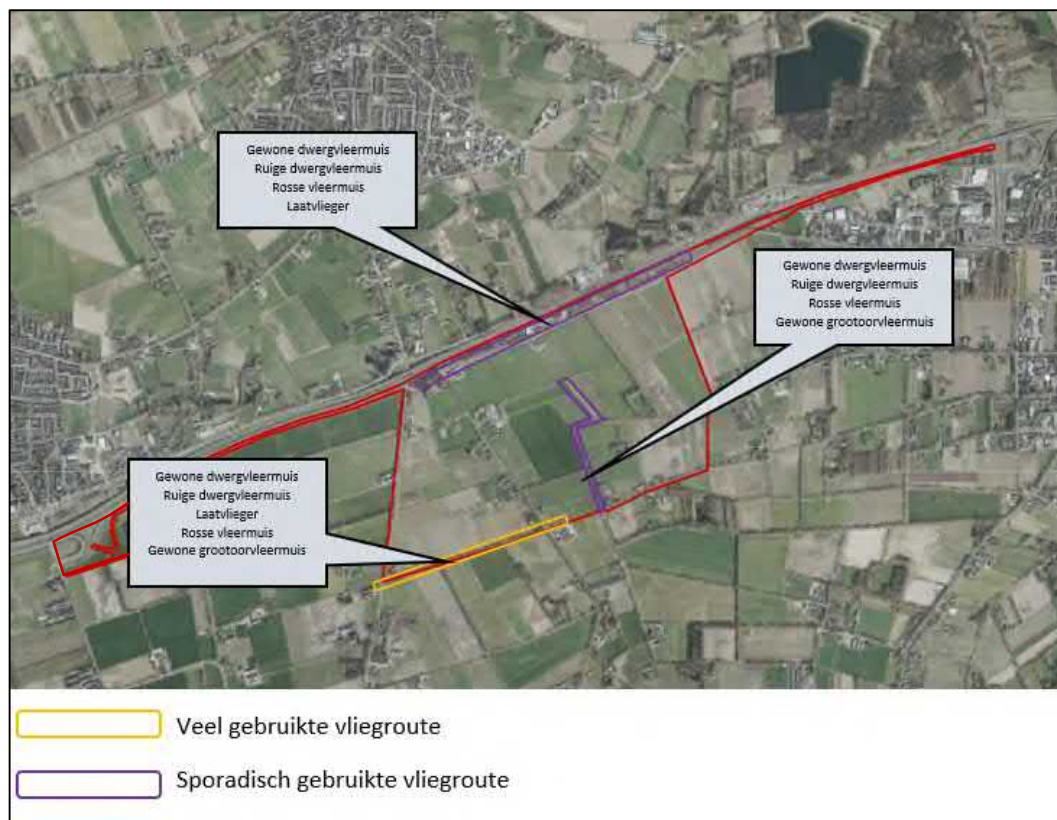 Gewone dwergvleermuis
Ruige dwergvleermuis
Rosse vleermuis
Laatvlieger
Gewone dwergvleermuis
Ruige dwergvleermuis
Rosse vleermuis
Gewone grootoorvleermuis
Gewone dwergvleermuis
Ruige dwergvleermuis
Laatvlieger
Rosse vleermuis
Gewone grootoorvleermuis
Veel gebruikte vliegroute
Sporadisch gebruikte vliegroute